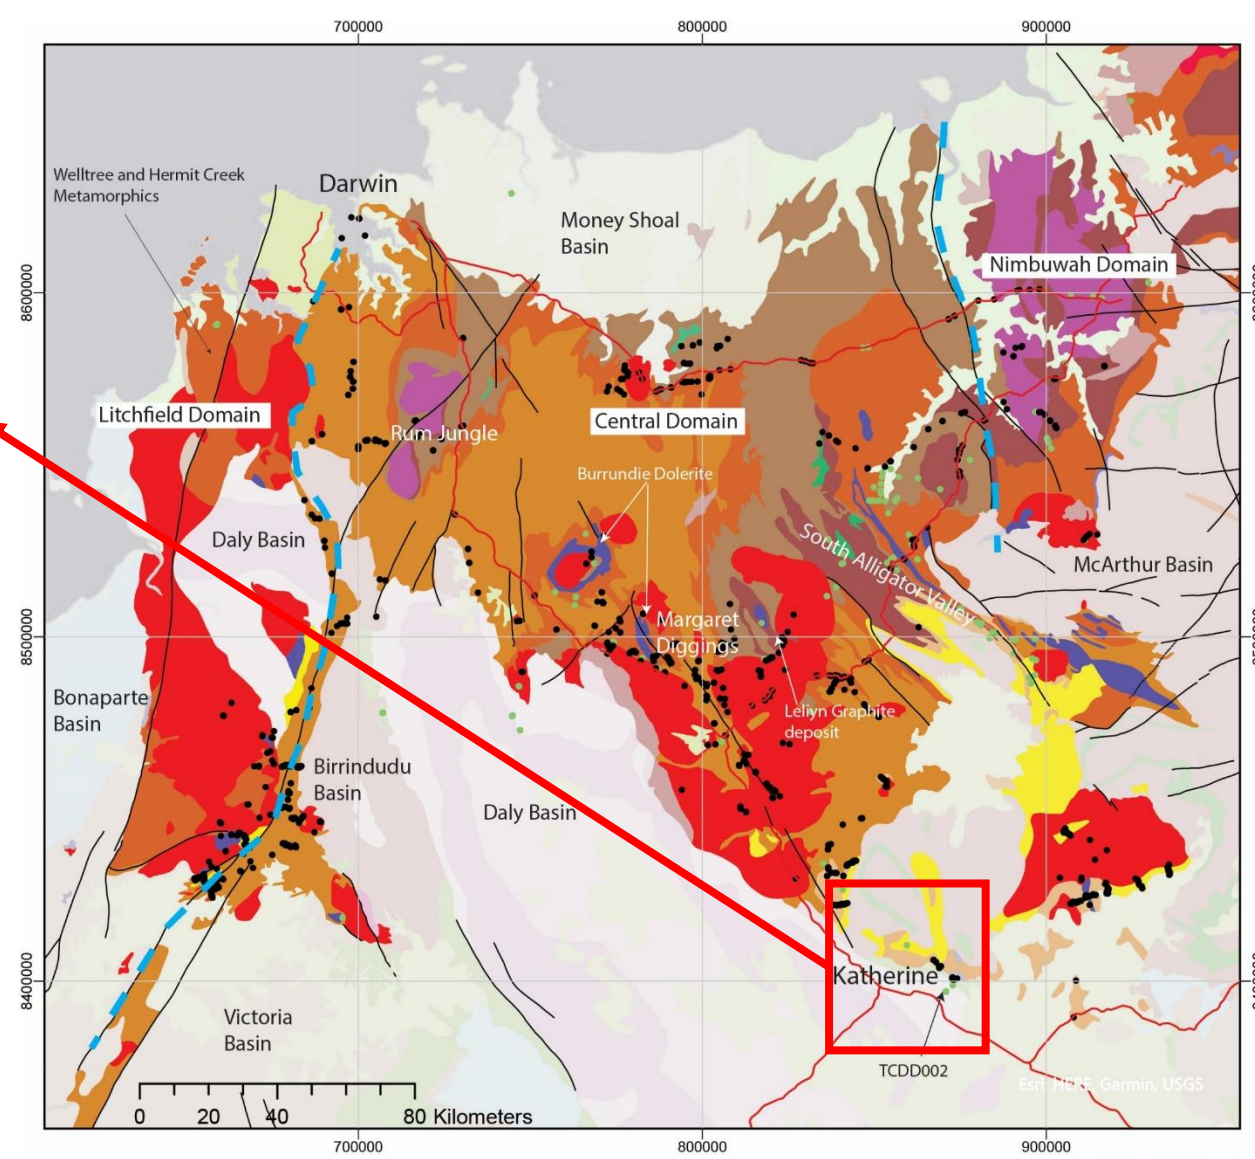 700000
800000
900000
Welltree and Hermit Creek
Metamorphics
Darwin
Money Shoal
Basin
Nimbuwah Domain
8600000
Litchfield Domain
Rum Jungle
Central Domain
Burrundie Dolerite
Daly Basin
South Alligator Valley
McArthur Basin
Margaret
Diggings
8500000
Leliyn Graphite
deposit
Bonaparte
Basin
Birrindudu
Basin
Daly Basin
Katherine
8400000
Victoria
Basin
TCDD002
Esri, HERE, Garmin, USGS
0 20 40 80 Kilometers
700000
800000
900000